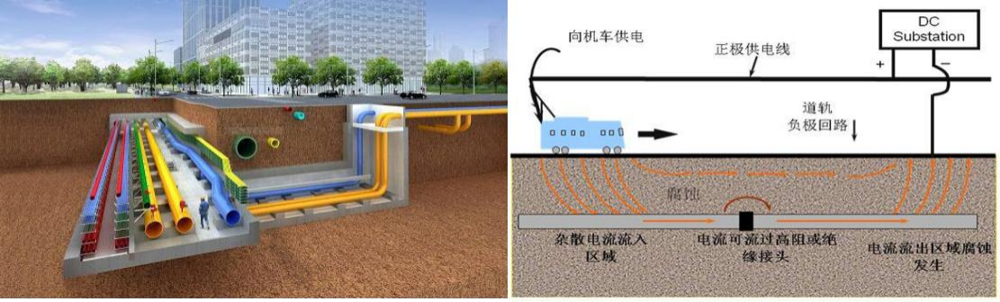 DC
Substation
向机车供电
正极供电线
+
−
道轨
负极回路
腐蚀
杂散电流流入
区域
电流可流过高阻或绝
缘接头
电流流出区域腐蚀
发生